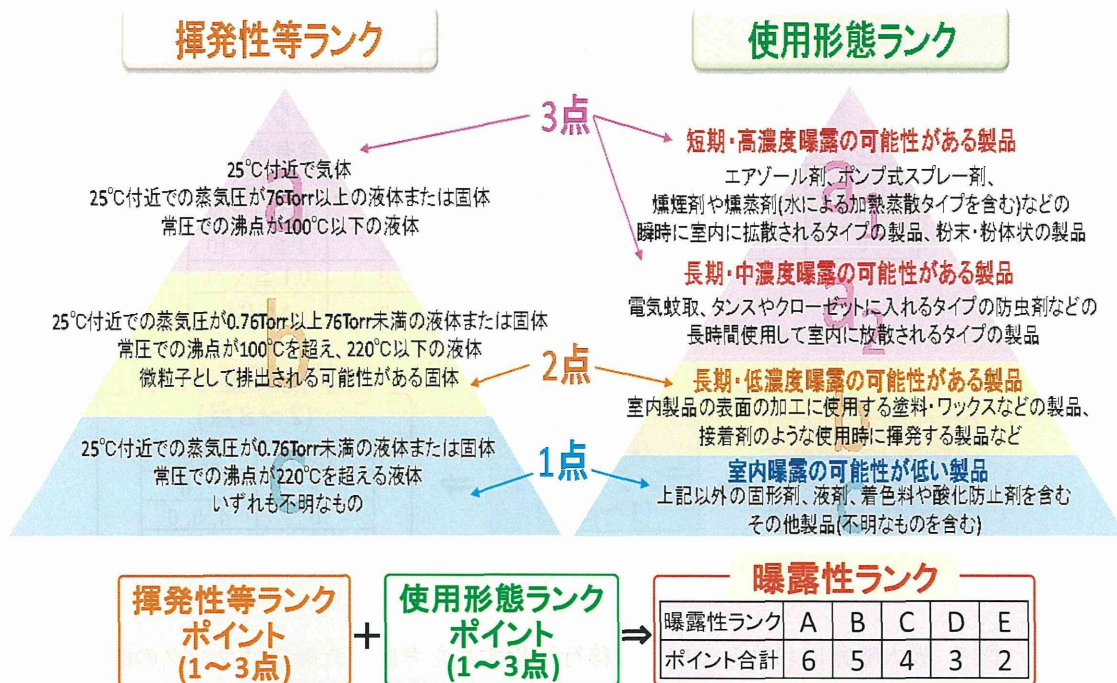 揮発性等ランク
使用形態ランク
3点
a
25℃付近で気体
25℃付近での蒸気圧が76Torr以上の液体または固体
常圧での沸点が100℃以下の液体
b
25℃付近での蒸気圧が0.76Torr以上76Torr未満の液体または固体
常圧での沸点が100℃を超え、220℃以下の液体
微粒子として排出される可能性がある固体
2点
c
25℃付近での蒸気圧が0.76Torr未満の液体または固体
常圧での沸点が220℃を超える液体
いずれも不明なもの
1点
a1
短期・高濃度曝露の可能性がある製品
エアゾール剤、ポンプ式スプレー剤、
燻煙剤や燻蒸剤(水による加熱蒸散タイプを含む)などの
瞬時に室内に拡散されるタイプの製品、粉末・粉体状の製品
a2
長期・中濃度曝露の可能性がある製品
電気蚊取、タンスやクローゼットに入れるタイプの防虫剤などの
長時間使用して室内に放散されるタイプの製品
b
長期・低濃度曝露の可能性がある製品
室内製品の表面の加工に使用する塗料・ワックスなどの製品、
接着剤のような使用時に揮発する製品など
c
室内曝露の可能性が低い製品
上記以外の固形剤、液剤、着色料や酸化防止剤を含む
その他製品(不明なものを含む)
揮発性等ランク
ポイント
(1～3点)
+
使用形態ランク
ポイント
(1～3点)
⇒
曝露性ランク
曝露性ランク A B C D E
ポイント合計 6 5 4 3 2